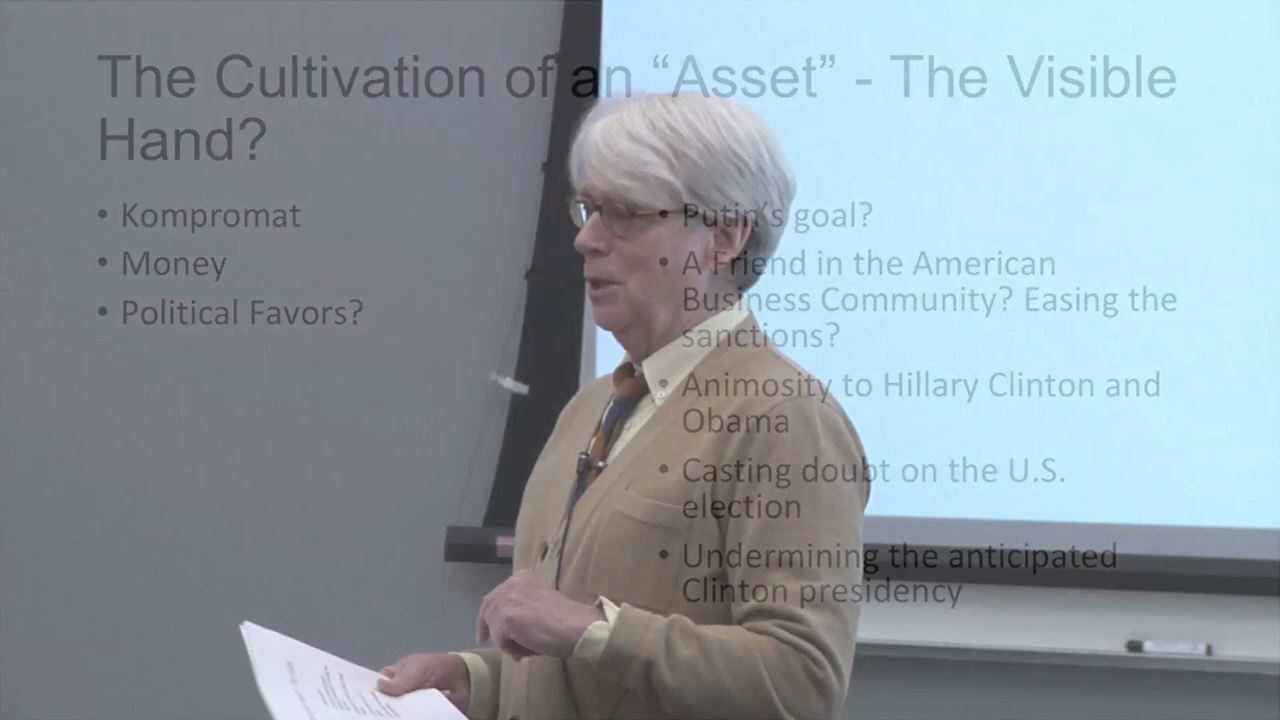 The Cultivation of an “Asset” - The Visible
Hand?
• Kompromat
• Money
• Political Favors?
• Putin's goal?
• A Friend in the American
Business Community? Easing the
sanctions?
• Animosity to Hillary Clinton and
Obama
• Casting doubt on the U.S.
election
• Undermining the anticipated
Clinton presidency